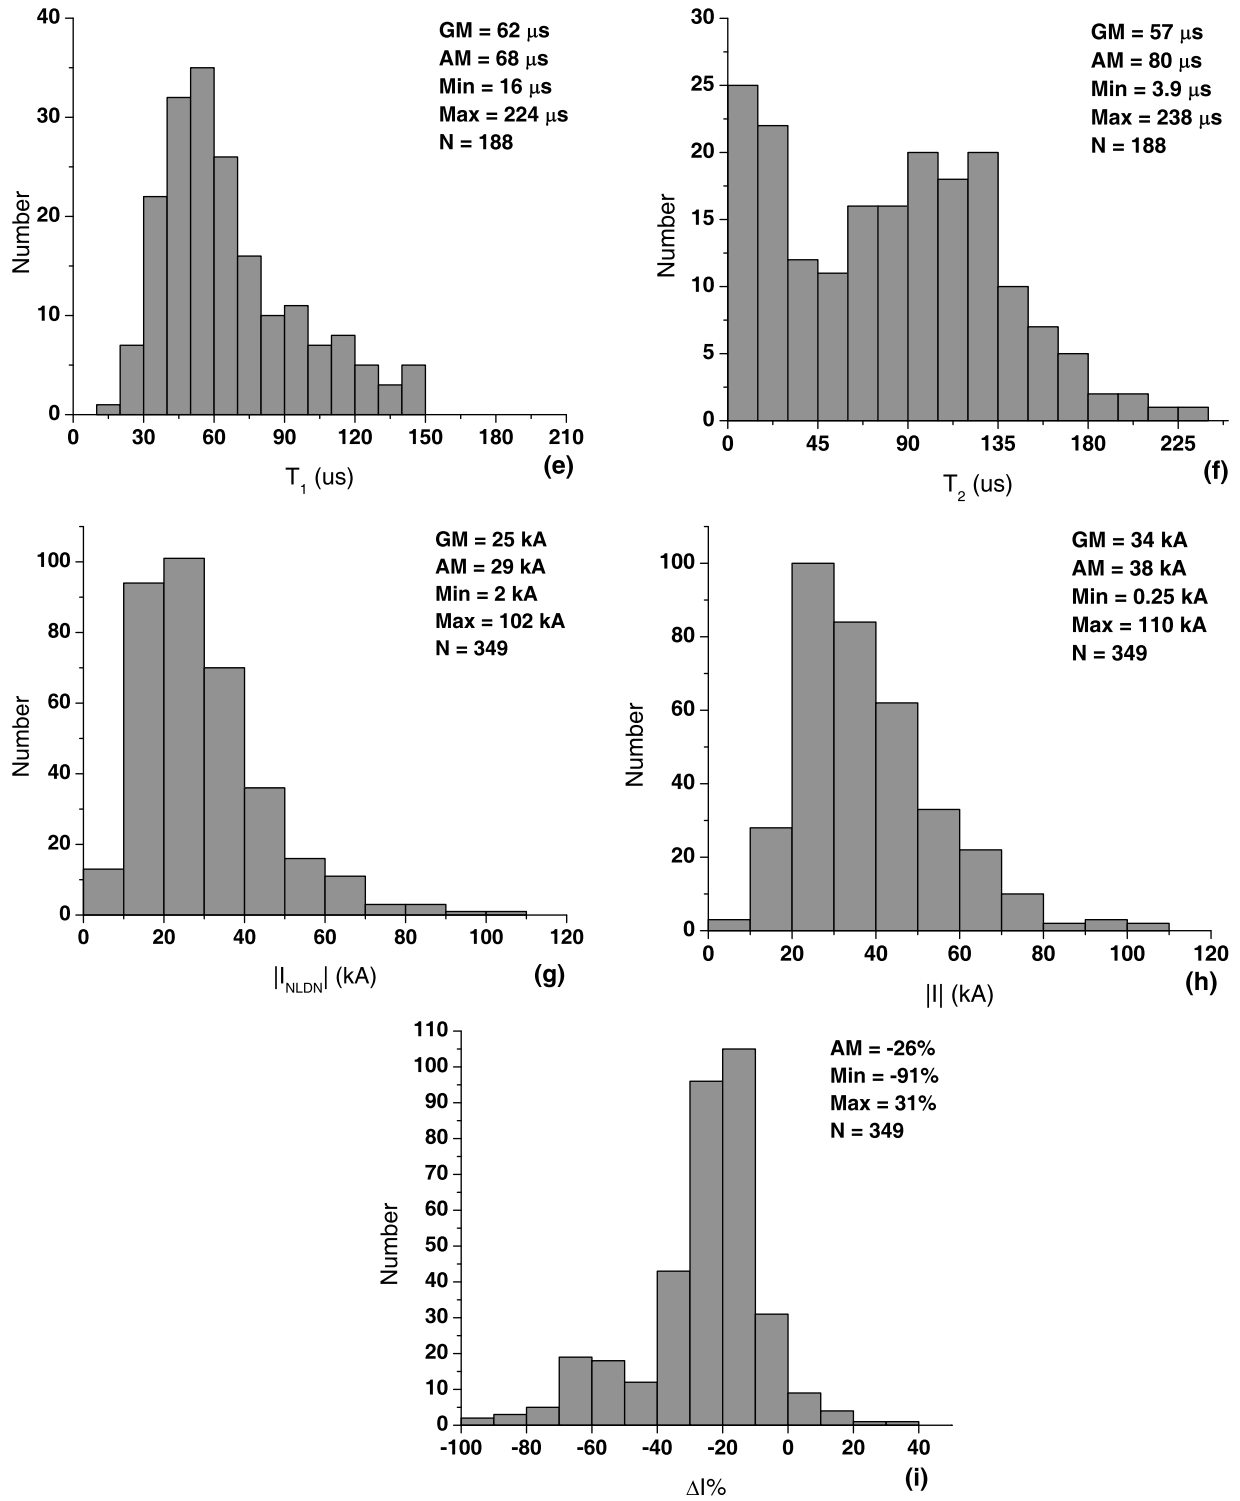 40
30
20
10
0
Number
0 30 60 90 120 150 180 210
T1 (us)
GM = 62 μs
AM = 68 μs
Min = 16 μs
Max = 224 μs
N = 188
(e)
30
25
20
15
10
5
0
Number
0 45 90 135 180 225
T2 (us)
GM = 57 μs
AM = 80 μs
Min = 3.9 μs
Max = 238 μs
N = 188
(f)
100
80
60
40
20
0
Number
0 20 40 60 80 100 120
|INLDN| (kA)
GM = 25 kA
AM = 29 kA
Min = 2 kA
Max = 102 kA
N = 349
(g)
100
80
60
40
20
0
Number
0 20 40 60 80 100 120
|I| (kA)
GM = 34 kA
AM = 38 kA
Min = 0.25 kA
Max = 110 kA
N = 349
(h)
110
100
90
80
70
60
50
40
30
20
10
0
Number
-100 -80 -60 -40 -20 0 20 40
ΔI%
AM = -26%
Min = -91%
Max = 31%
N = 349
(i)